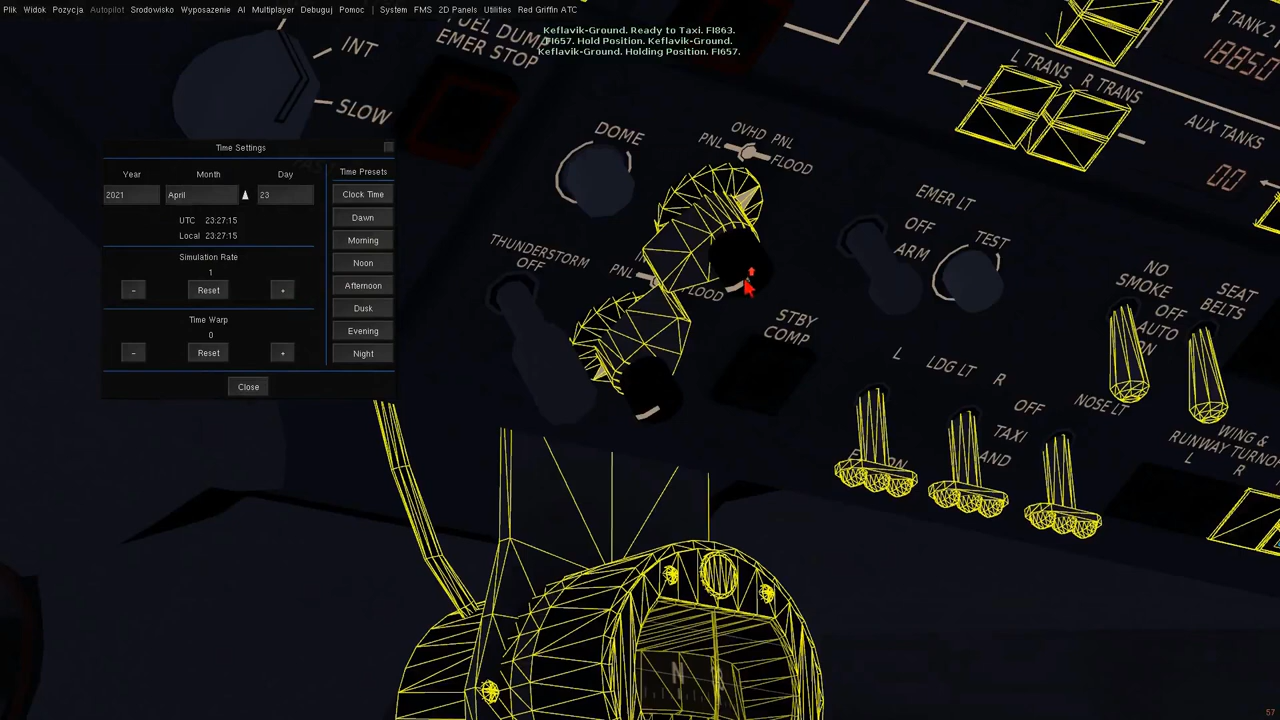 Plik Widok Pozycja Autopilot Srodowisko Wyposazenie AI Multiplayer Debuguj Pomoc | System FMS 2D Panels Utilities Red Griffin ATC
Keflavik-Ground. Ready to Taxi. FI863.
FI657. Hold Position. Keflavik-Ground.
Keflavik-Ground. Holding Position. FI657.
FUEL DUMP
EMER STOP
INT
SLOW
TANK 2
18850
L TRANS R TRANS
AUX TANKS
00
DOME
OVHD PNL
PNL FLOOD
THUNDERSTORM
OFF
PNL
LOOD
STBY
COMP
EMER LT
OFF
ARM
TEST
NO
SMOKE
OFF
AUTO
ON
SEAT
BELTS
L LDG LT R
OFF
TAXI
AND
NOSE LT
WING &
RUNWAY TURNO
L R
N
Time Settings
Year Month Day
2021 April 23
UTC 23:27:15
Local 23:27:15
Simulation Rate
1
- Reset +
Time Warp
0
- Reset +
Close
Time Presets
Clock Time
Dawn
Morning
Noon
Afternoon
Dusk
Evening
Night
57